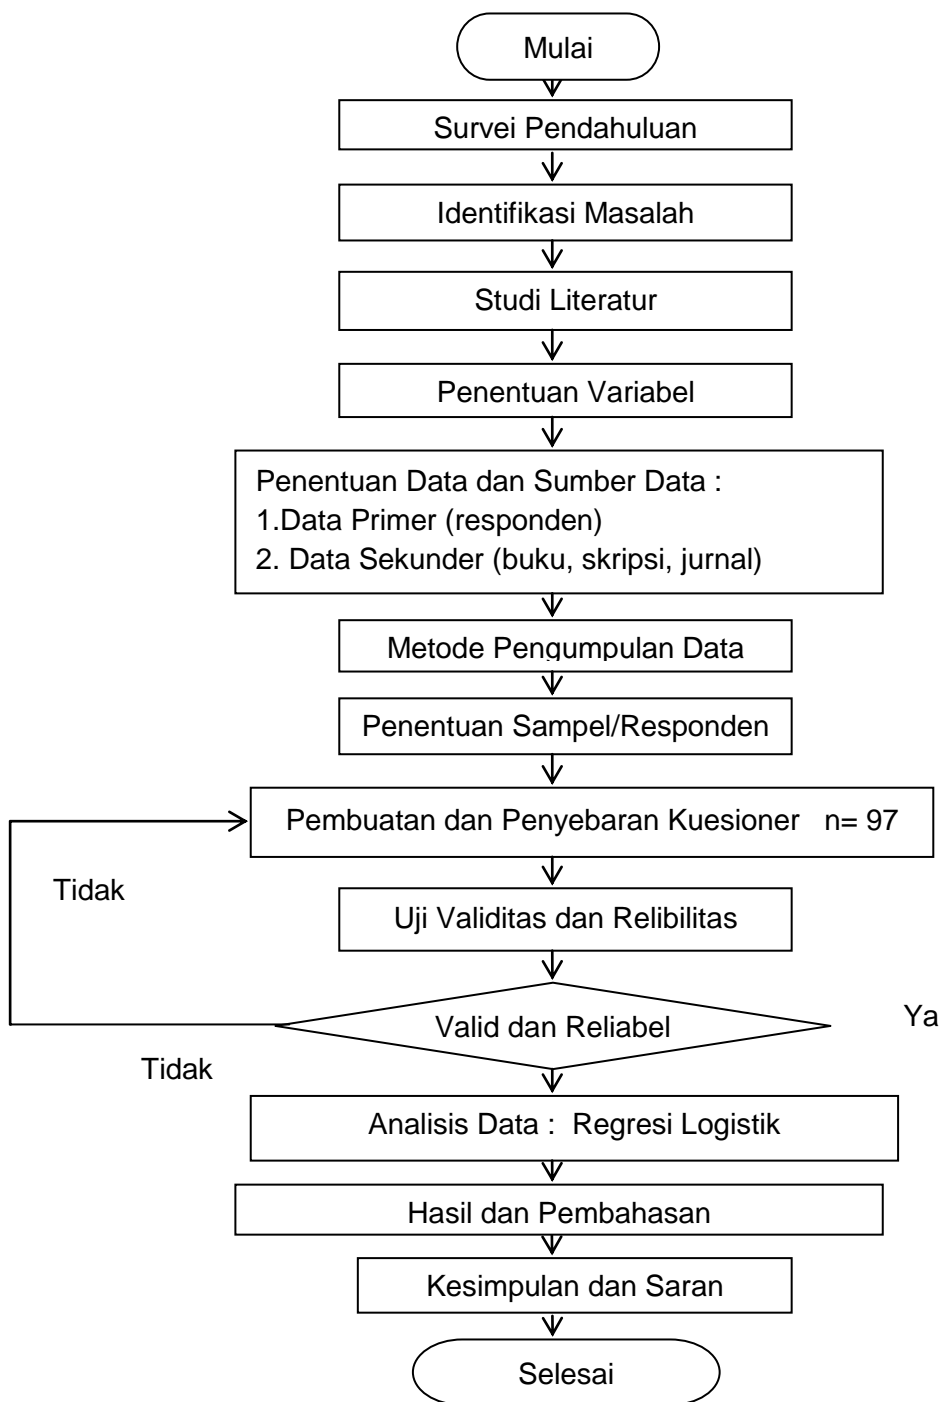 Mulai
Survei Pendahuluan
Identifikasi Masalah
Studi Literatur
Penentuan Variabel
Penentuan Data dan Sumber Data :
1.Data Primer (responden)
2. Data Sekunder (buku, skripsi, jurnal)
Metode Pengumpulan Data
Penentuan Sampel/Responden
Pembuatan dan Penyebaran Kuesioner n= 97
Tidak
Uji Validitas dan Relibilitas
Valid dan Reliabel
Ya
Tidak
Analisis Data : Regresi Logistik
Hasil dan Pembahasan
Kesimpulan dan Saran
Selesai